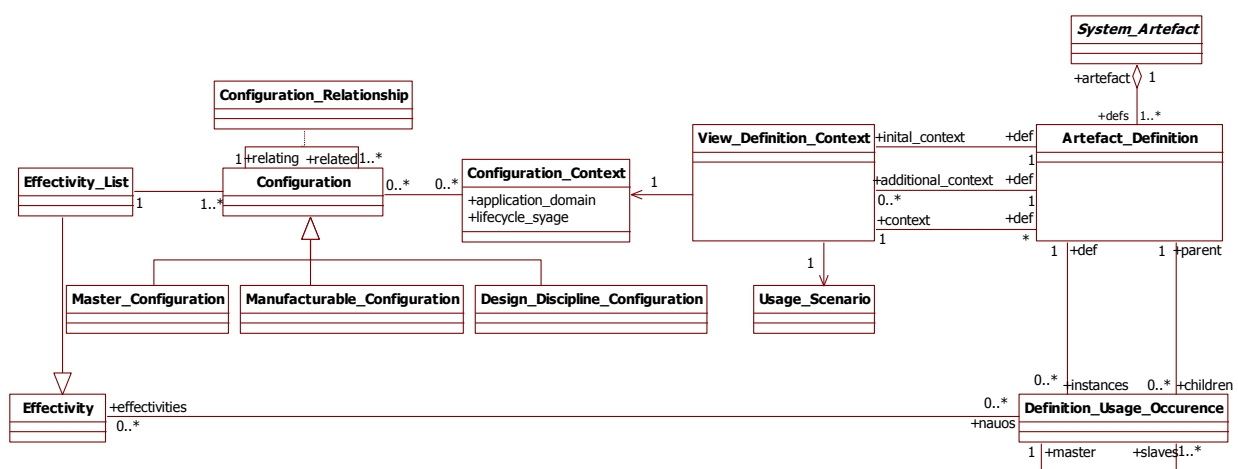 System_Artefact
+artefact 1
+defs 1..*
Configuration_Relationship
1 +relating +related 1..*
Effectivity_List
1
1..*
Configuration
0..* 0..*
Configuration_Context
+application_domain
+lifecycle_syage
1
View_Definition_Context
+inital_context +def
1
+additional_context +def
0..* 1
+context +def
1 *
Artefact_Definition
1 +def 1 +parent
Master_Configuration
Manufacturable_Configuration
Design_Discipline_Configuration
1
Usage_Scenario
0..* +instances 0..* +children
Effectivity
+effectivities
0..*
0..*
+nauos
Definition_Usage_Occurence
1 +master +slaves 1..*